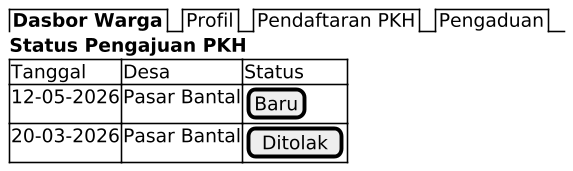 Dasbor Warga Profil Pendaftaran PKH Pengaduan
Status Pengajuan PKH
Tanggal Desa Status
12-05-2026 Pasar Bantal Baru
20-03-2026 Pasar Bantal Ditolak